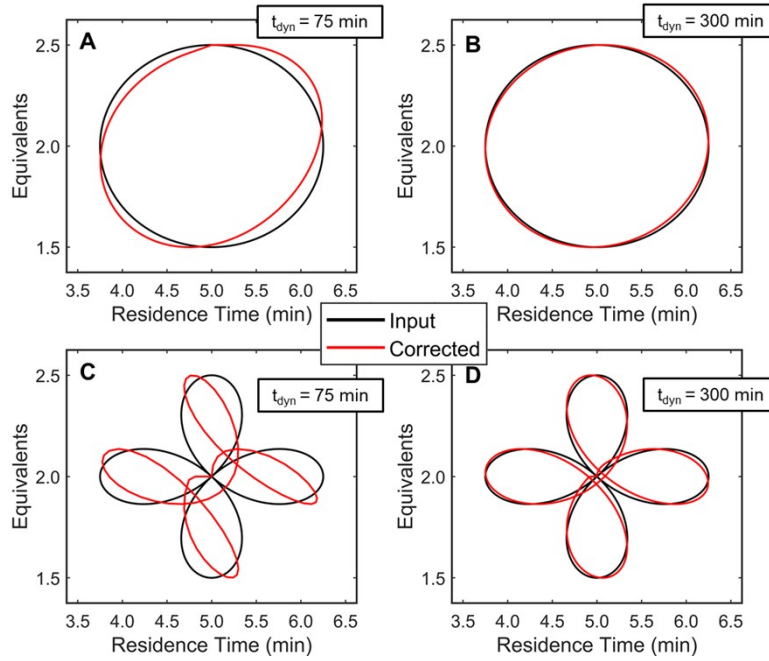 A
t_dyn = 75 min
2.5
2.0
1.5
Equivalents
3.5 4.0 4.5 5.0 5.5 6.0 6.5
Residence Time (min)
B
t_dyn = 300 min
2.5
2.0
1.5
Equivalents
3.5 4.0 4.5 5.0 5.5 6.0 6.5
Residence Time (min)
Input
Corrected
C
t_dyn = 75 min
2.5
2.0
1.5
Equivalents
3.5 4.0 4.5 5.0 5.5 6.0 6.5
Residence Time (min)
D
t_dyn = 300 min
2.5
2.0
1.5
Equivalents
3.5 4.0 4.5 5.0 5.5 6.0 6.5
Residence Time (min)